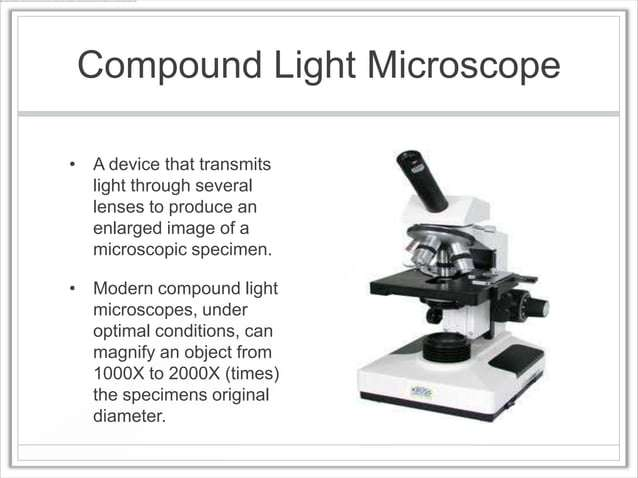 Compound Light Microscope
• A device that transmits
light through several
lenses to produce an
enlarged image of a
microscopic specimen.
• Modern compound light
microscopes, under
optimal conditions, can
magnify an object from
1000X to 2000X (times)
the specimens original
diameter.